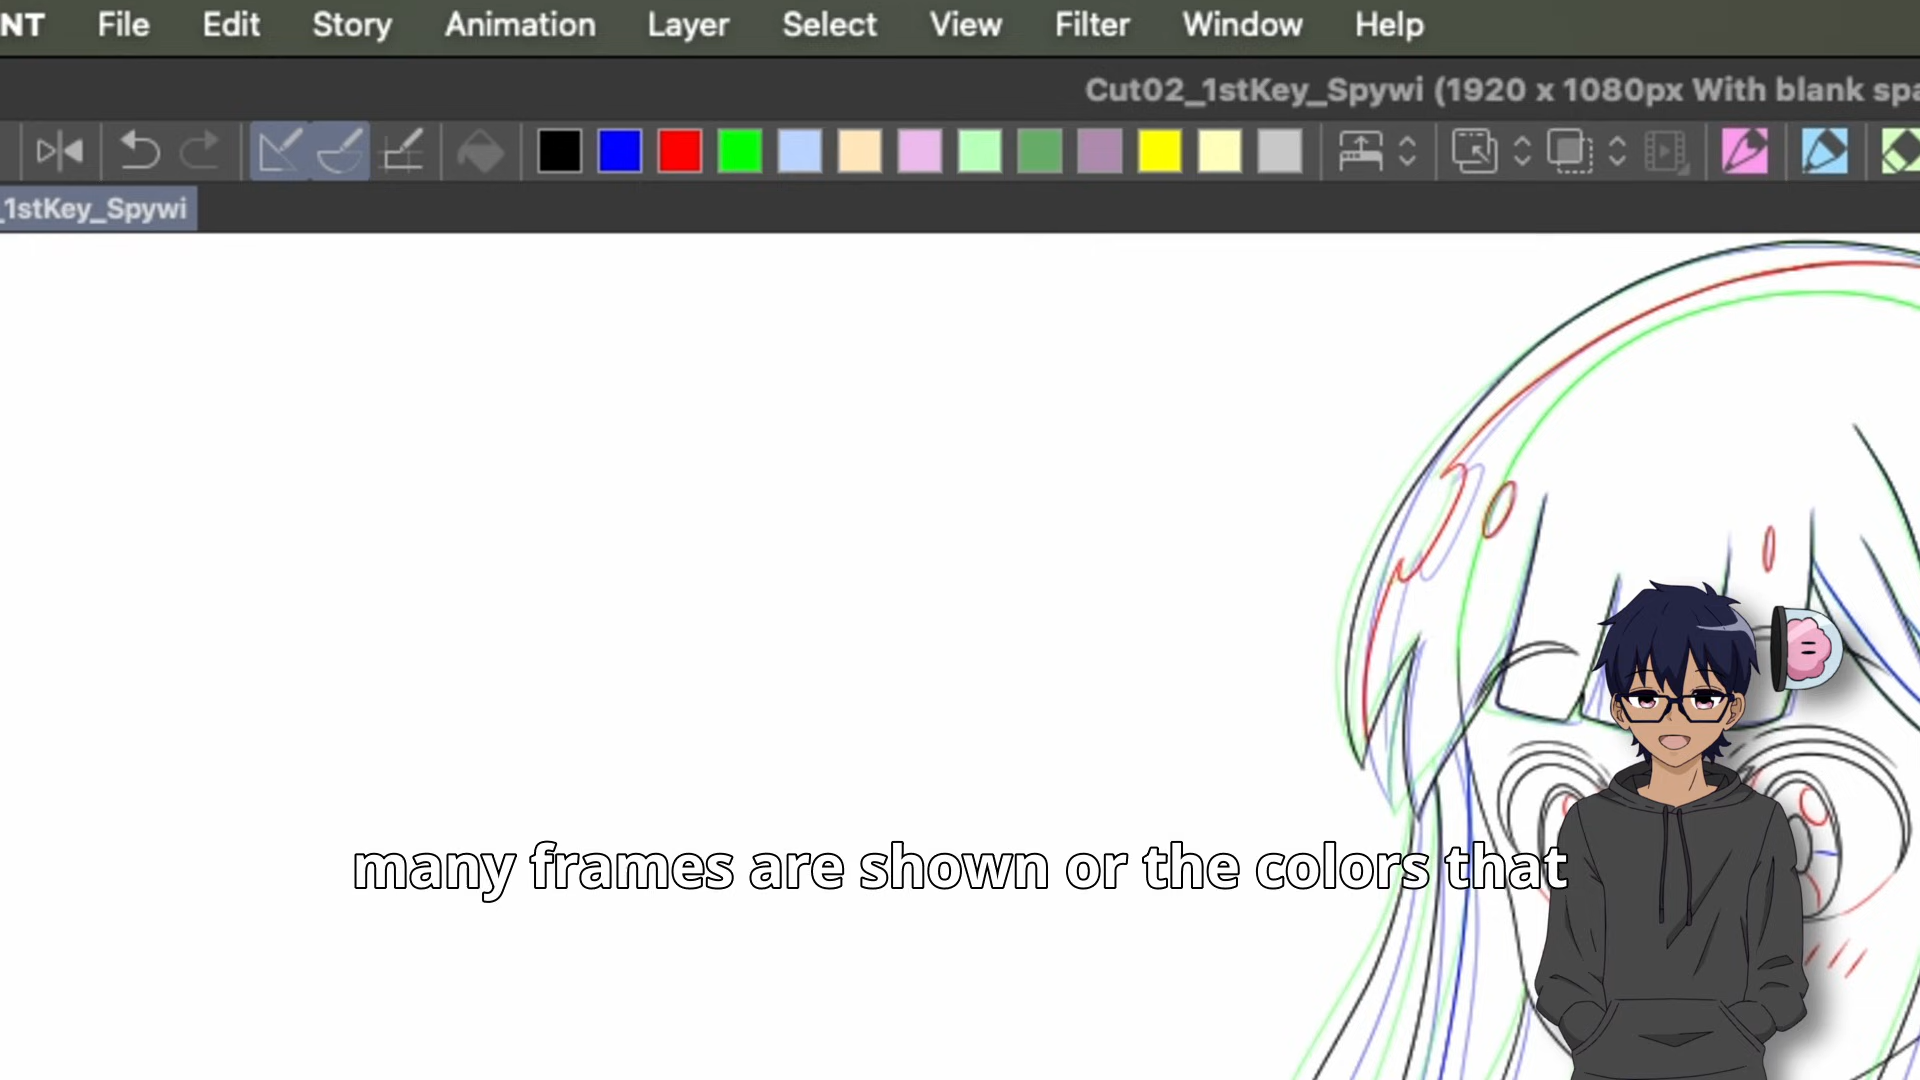 NT File Edit Story Animation Layer Select View Filter Window Help
Cut02_1stKey_Spywi (1920 x 1080px With blank spa
_1stKey_Spywi
many frames are shown or the colors that